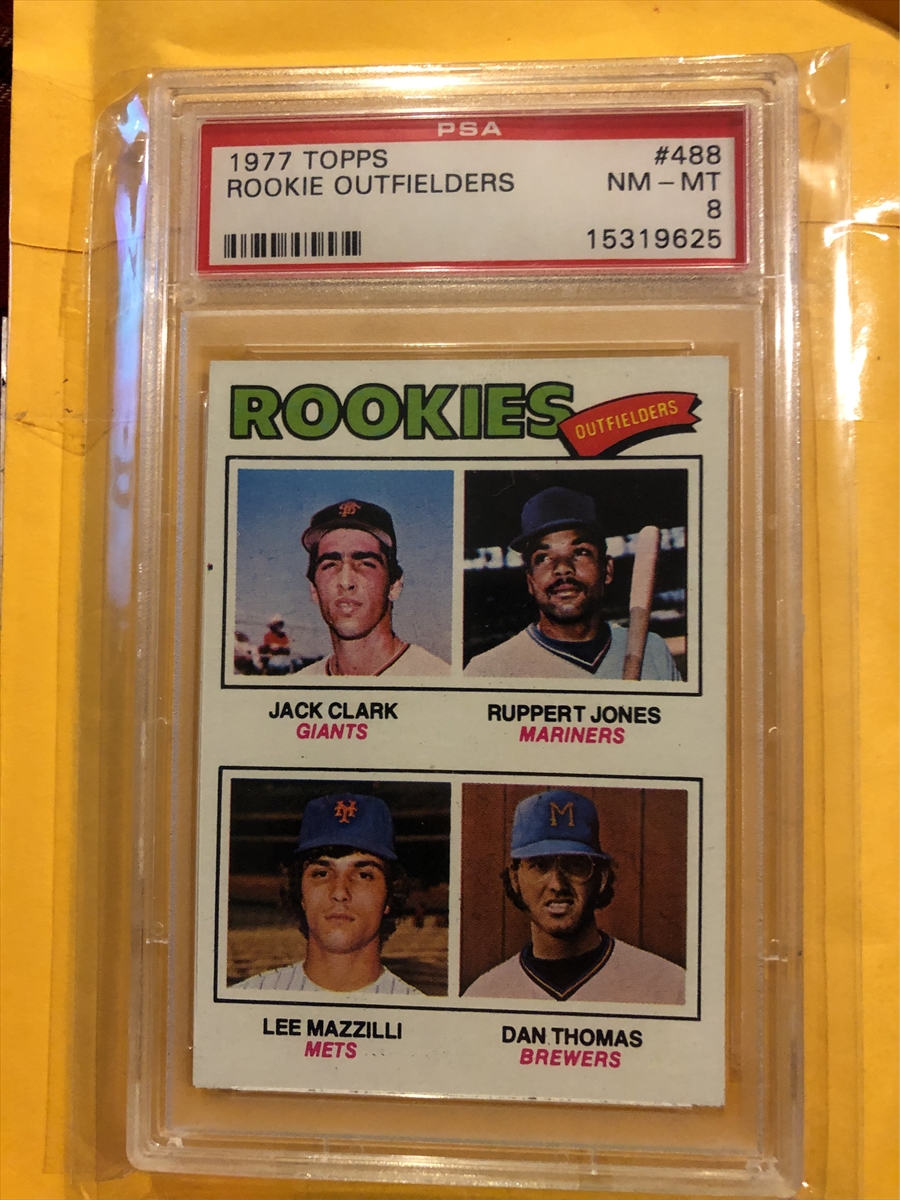 PSA
1977 TOPPS #488
ROOKIE OUTFIELDERS NM - MT
8
15319625
ROOKIES OUTFIELDERS
JACK CLARK RUPPERT JONES
GIANTS MARINERS
M
LEE MAZZILLI DAN THOMAS
METS BREWERS